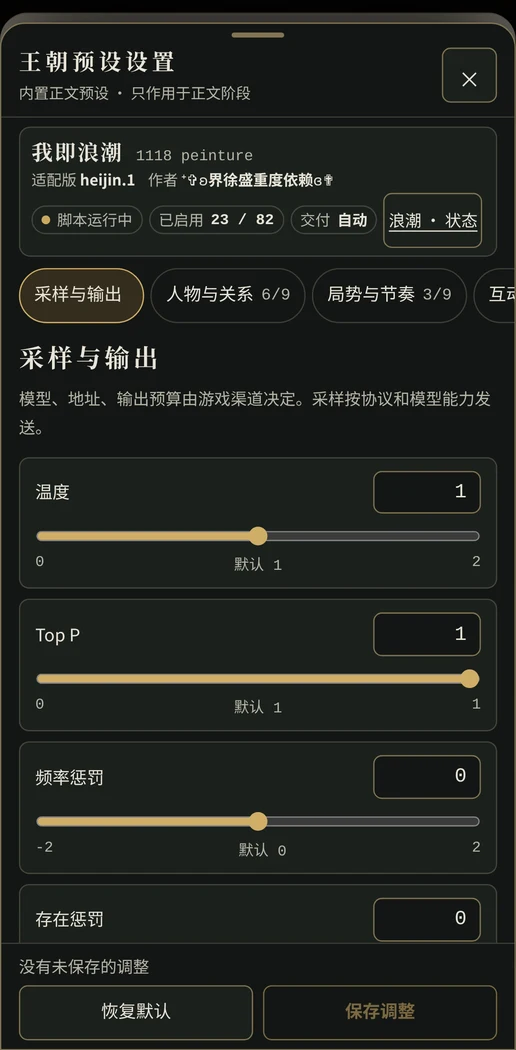 王朝预设设置
内置正文预设 · 只作用于正文阶段
我即浪潮 1118 peinture
适配版 heijin.1 作者 ⁺✞ʚ界徐盛重度依赖ɞ✟
脚本运行中 已启用 23 / 82 交付 自动 浪潮 · 状态
采样与输出 人物与关系 6/9 局势与节奏 3/9 互
采样与输出
模型、地址、输出预算由游戏渠道决定。采样按协议和模型能力发
送。
温度 1
0 默认 1 2
Top P 1
0 默认 1 1
频率惩罚 0
-2 默认 0 2
存在惩罚 0
没有未保存的调整
恢复默认 保存调整